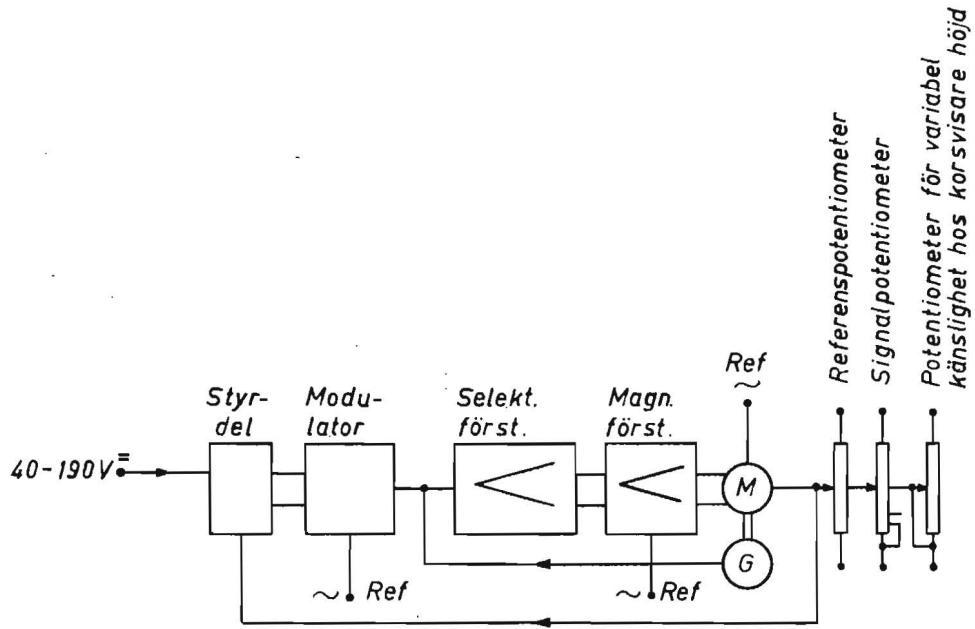 Referenspotentiometer
Signalpotentiometer
Potentiometer för variabel
känslighet hos korsvisare höjd
Ref
~
Styr-
del
Modu-
lator
Selekt.
först.
Magn.
först.
40-190V=
M
G
~ Ref
~ Ref